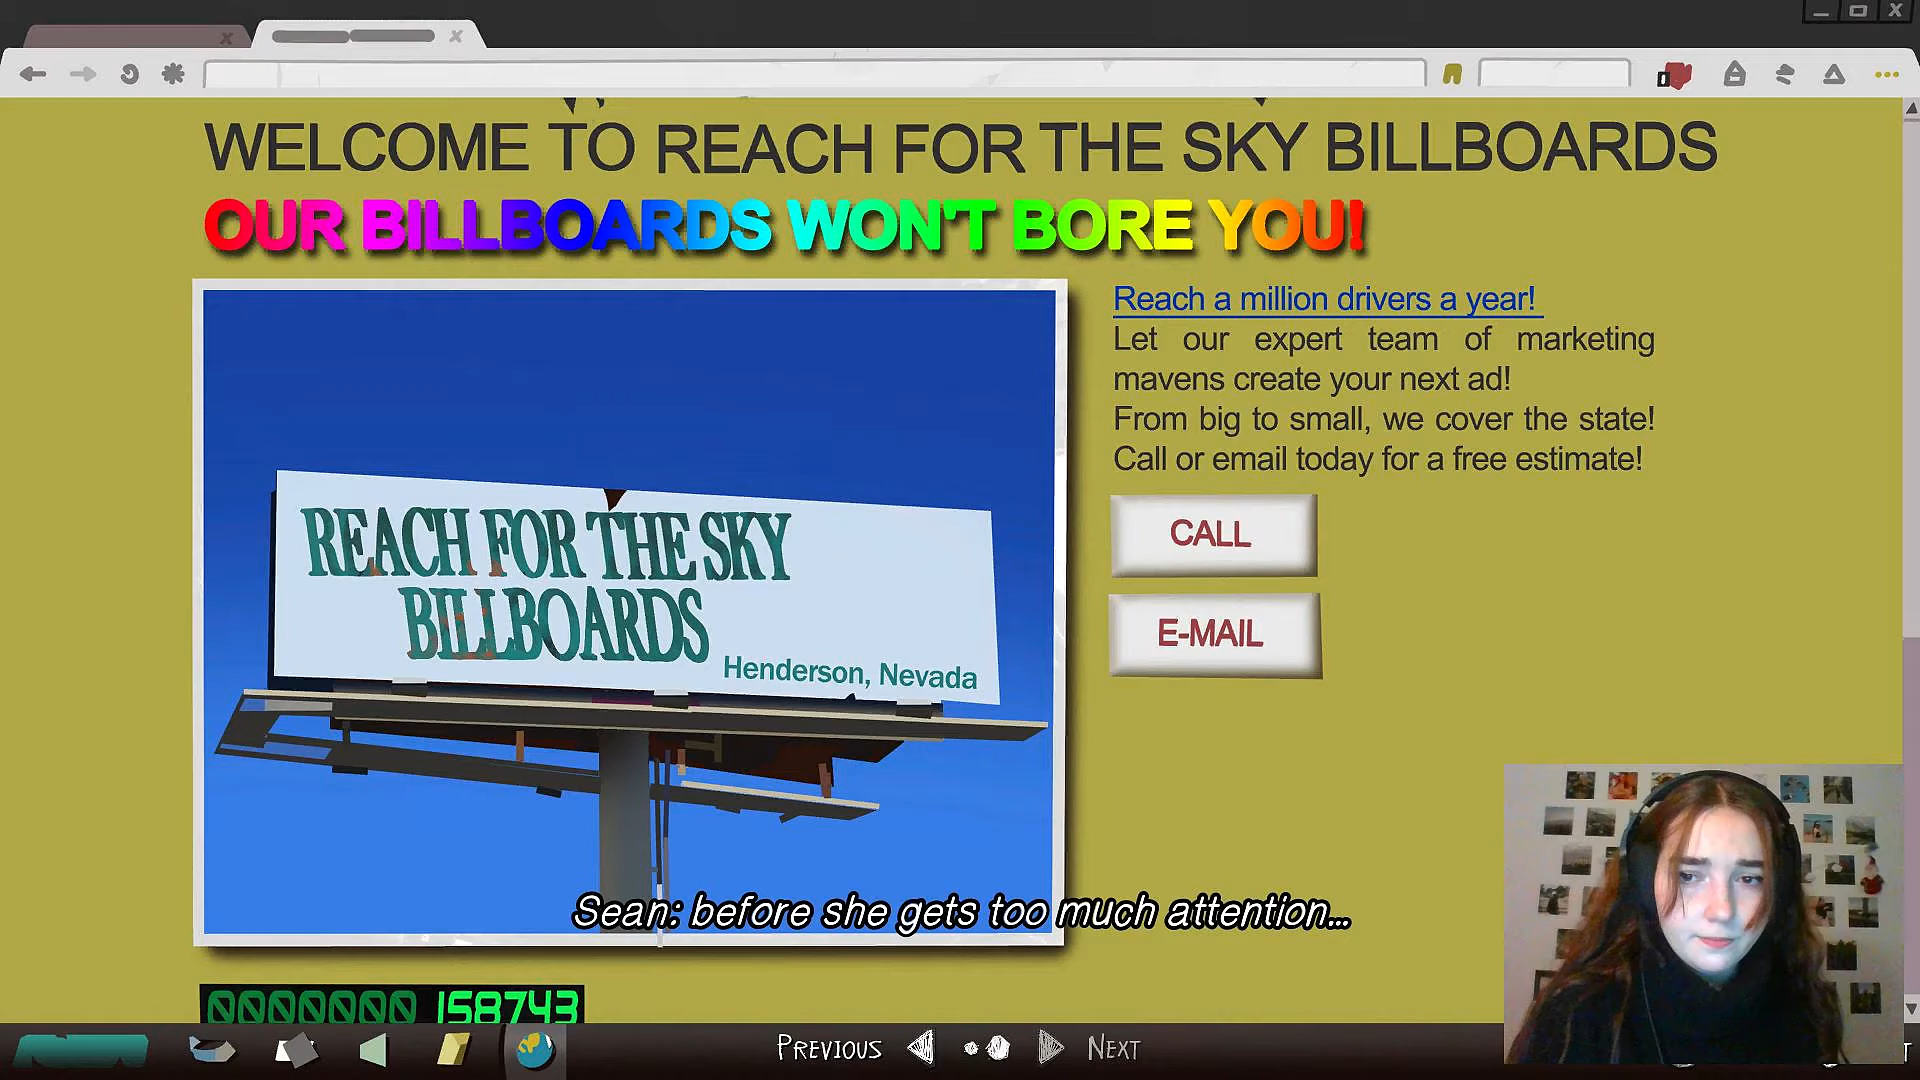 WELCOME TO REACH FOR THE SKY BILLBOARDS
OUR BILLBOARDS WON'T BORE YOU!
Reach a million drivers a year!
Let our expert team of marketing
mavens create your next ad!
From big to small, we cover the state!
Call or email today for a free estimate!
CALL
E-MAIL
REACH FOR THE SKY
BILLBOARDS
Henderson, Nevada
Sean: before she gets too much attention...
0000000 158743
PREVIOUS
NEXT